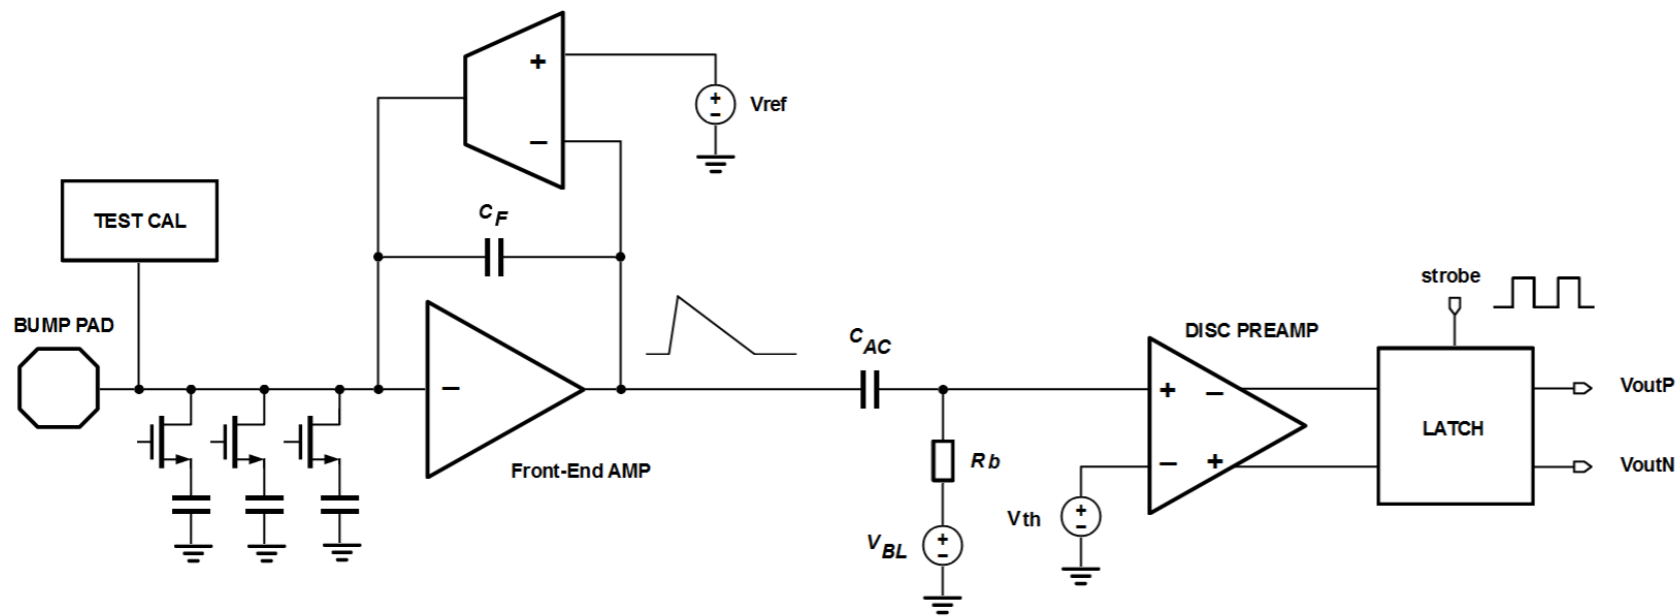 +
−
+
−
Vref
C_F
TEST CAL
BUMP PAD
−
Front-End AMP
C_AC
Rb
+
−
V_BL
DISC PREAMP
+
−
−
+
+
−
Vth
strobe
LATCH
VoutP
VoutN